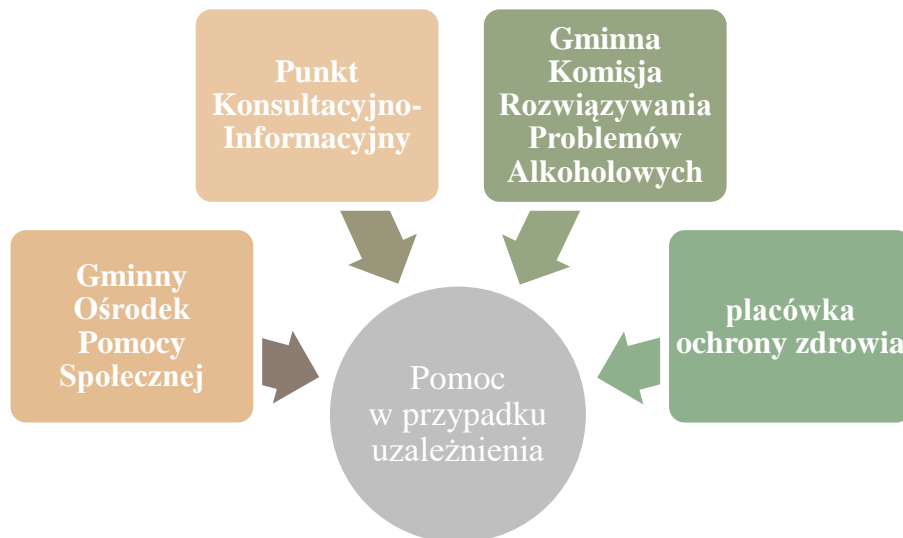 Punkt
Konsultacyjno-
Informacyjny
Gminna
Komisja
Rozwiązywania
Problemów
Alkoholowych
Gminny
Ośrodek
Pomocy
Społecznej
placówka
ochrony zdrowia
Pomoc
w przypadku
uzależnienia